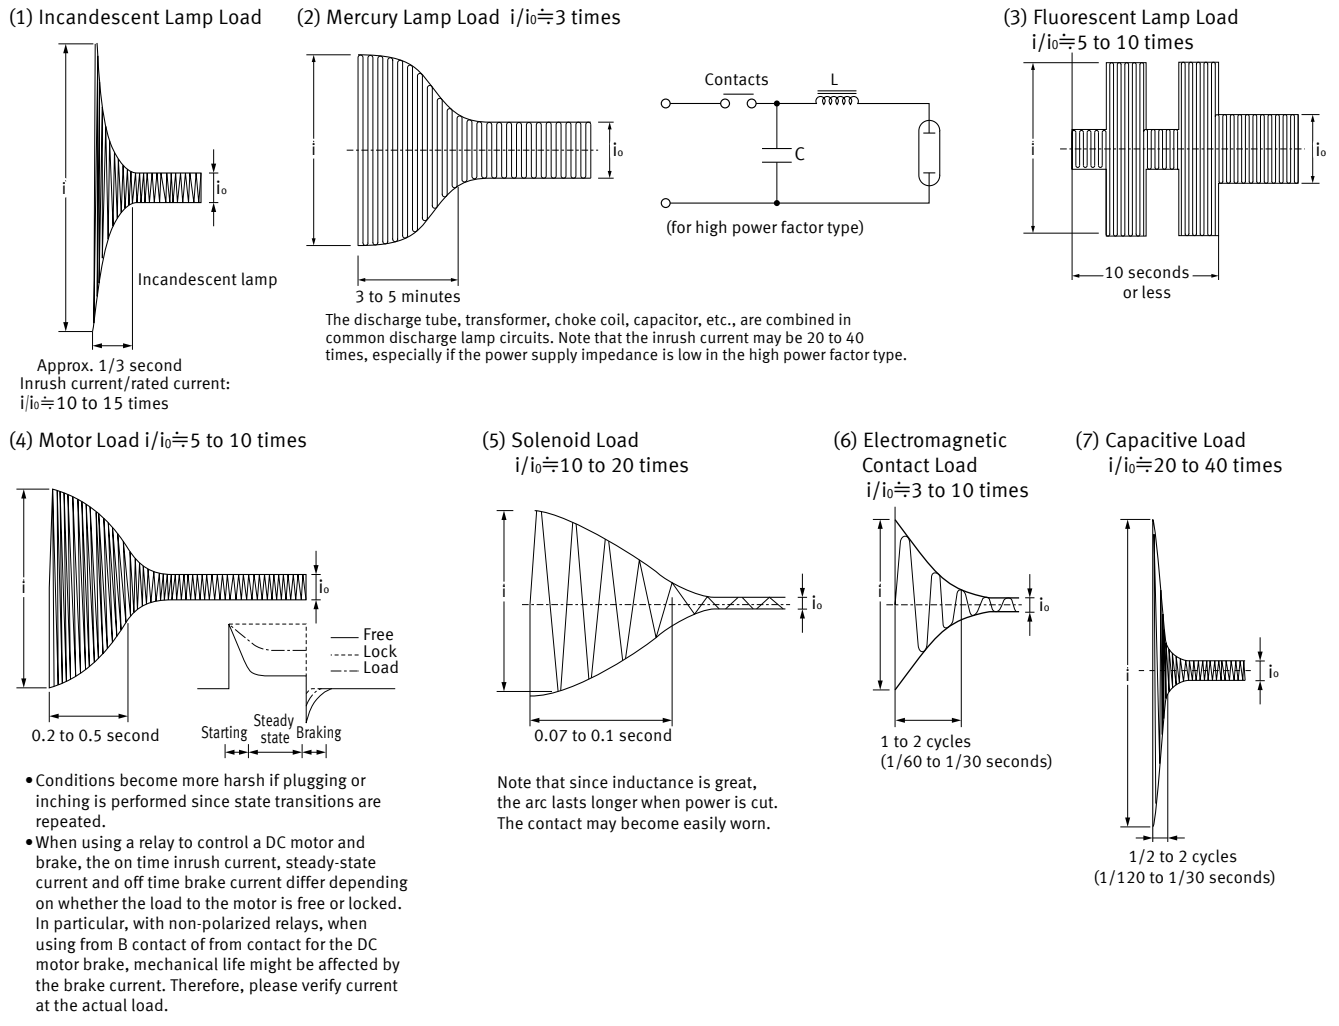 (1) Incandescent Lamp Load
i
i₀
Incandescent lamp
Approx. 1/3 second
Inrush current/rated current:
i/i₀≒10 to 15 times
(2) Mercury Lamp Load i/i₀≒3 times
i
i₀
3 to 5 minutes
Contacts
L
C
(for high power factor type)
The discharge tube, transformer, choke coil, capacitor, etc., are combined in
common discharge lamp circuits. Note that the inrush current may be 20 to 40
times, especially if the power supply impedance is low in the high power factor type.
(3) Fluorescent Lamp Load
i/i₀≒5 to 10 times
i
i₀
10 seconds
or less
(4) Motor Load i/i₀≒5 to 10 times
i
i₀
Free
Lock
Load
Starting
Steady
state
Braking
0.2 to 0.5 second
•Conditions become more harsh if plugging or
inching is performed since state transitions are
repeated.
•When using a relay to control a DC motor and
brake, the on time inrush current, steady-state
current and off time brake current differ depending
on whether the load to the motor is free or locked.
In particular, with non-polarized relays, when
using from B contact of from contact for the DC
motor brake, mechanical life might be affected by
the brake current. Therefore, please verify current
at the actual load.
(5) Solenoid Load
i/i₀≒10 to 20 times
i
i₀
0.07 to 0.1 second
Note that since inductance is great,
the arc lasts longer when power is cut.
The contact may become easily worn.
(6) Electromagnetic
Contact Load
i/i₀≒3 to 10 times
i
i₀
1 to 2 cycles
(1/60 to 1/30 seconds)
(7) Capacitive Load
i/i₀≒20 to 40 times
i
i₀
1/2 to 2 cycles
(1/120 to 1/30 seconds)